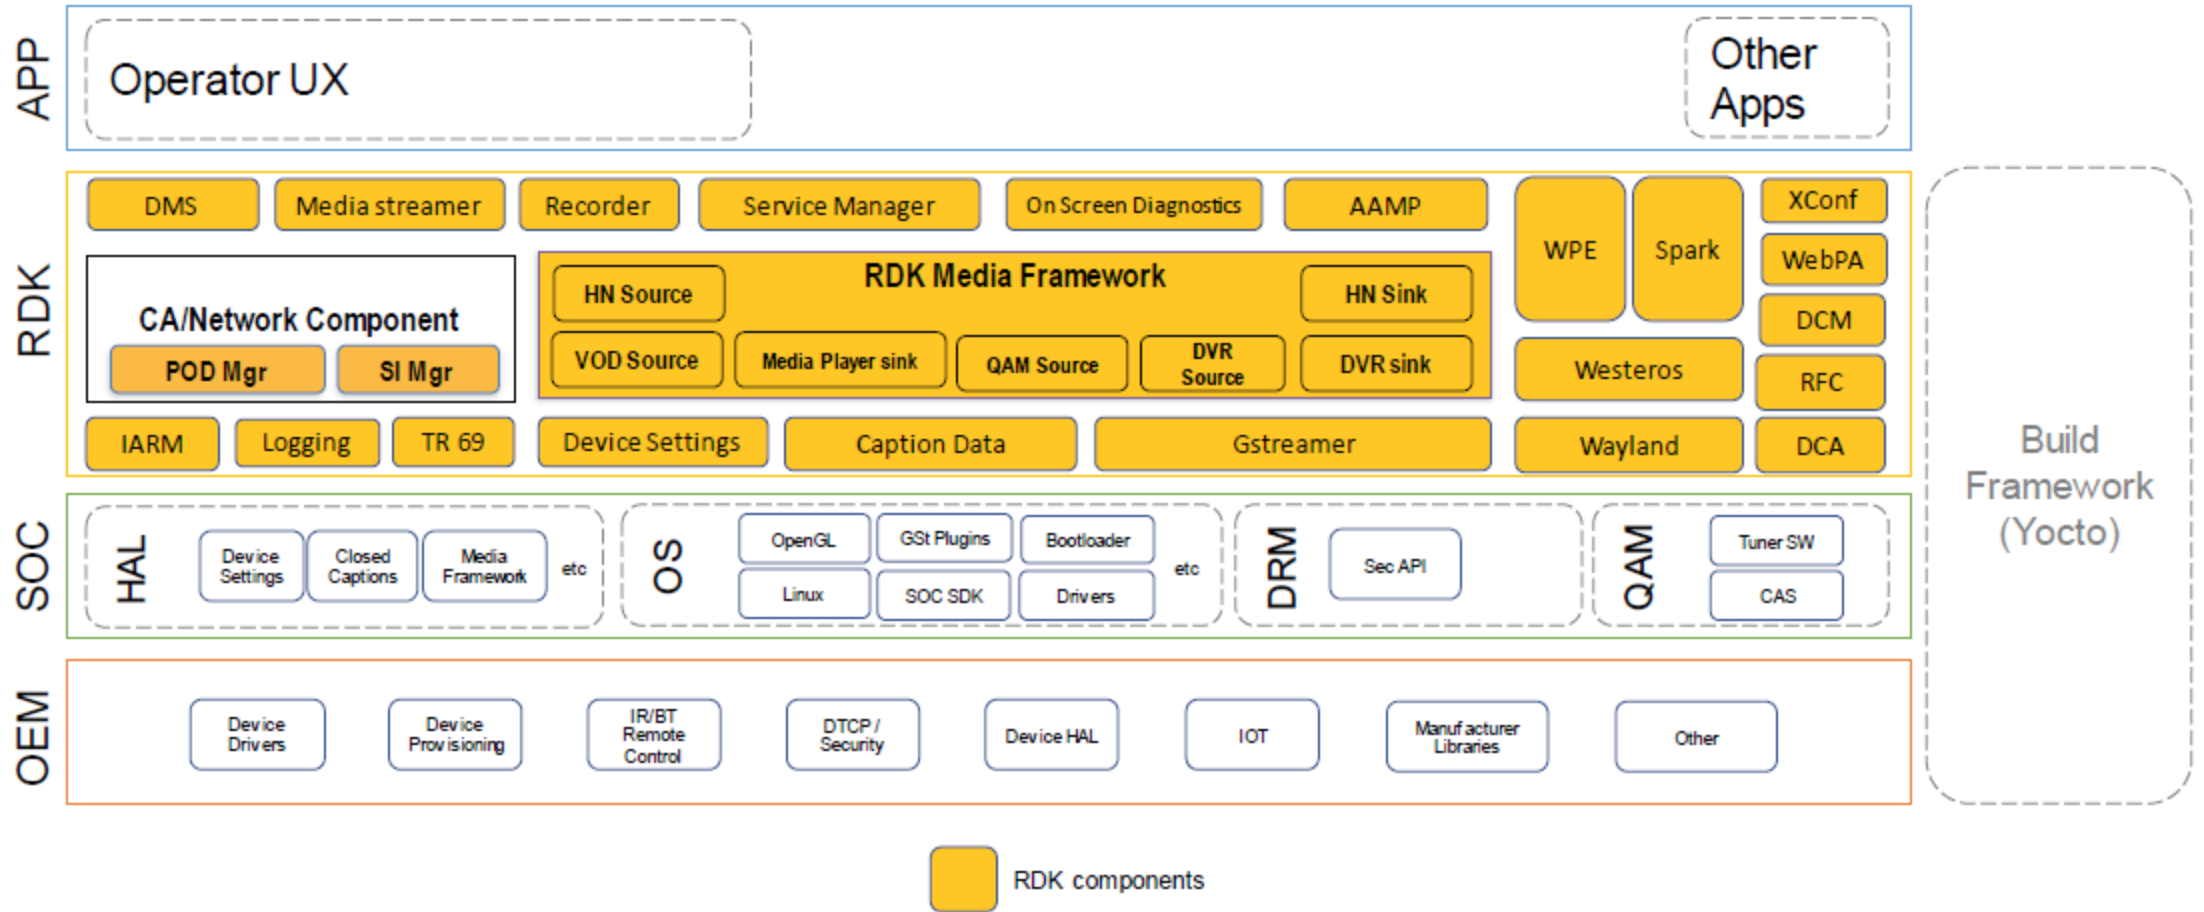 APP
Operator UX
Other
Apps
RDK
DMS
Media streamer
Recorder
Service Manager
On Screen Diagnostics
AAMP
WPE
Spark
XConf
WebPA
DCM
RFC
DCA
CA/Network Component
POD Mgr
SI Mgr
RDK Media Framework
HN Source
HN Sink
VOD Source
Media Player sink
QAM Source
DVR
Source
DVR sink
Westeros
IARM
Logging
TR 69
Device Settings
Caption Data
Gstreamer
Wayland
SOC
HAL
Device
Settings
Closed
Captions
Media
Framework
etc
OS
OpenGL
GSt Plugins
Bootloader
Linux
SOC SDK
Drivers
etc
DRM
Sec API
QAM
Tuner SW
CAS
OEM
Device
Drivers
Device
Provisioning
IR/BT
Remote
Control
DTCP /
Security
Device HAL
IOT
Manufacturer
Libraries
Other
Build
Framework
(Yocto)
RDK components